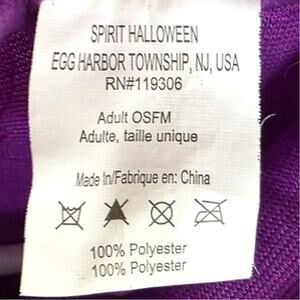 SPIRIT HALLOWEEN
EGG HARBOR TOWNSHIP, NJ, USA
RN#119306
Adult OSFM
Adulte, taille unique
Made In/Fabrique en: China
100% Polyester
100% Polyester